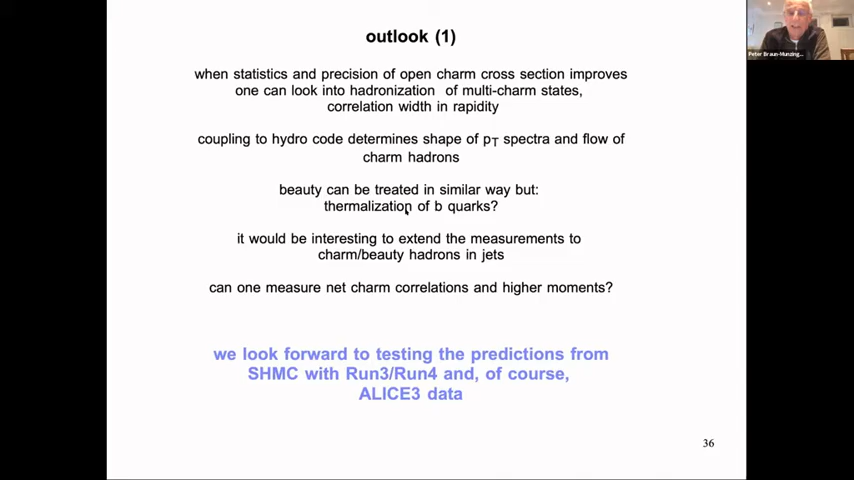 outlook (1)
Peter Braun-Munzing...
when statistics and precision of open charm cross section improves
one can look into hadronization of multi-charm states,
correlation width in rapidity
coupling to hydro code determines shape of pT spectra and flow of
charm hadrons
beauty can be treated in similar way but:
thermalization of b quarks?
it would be interesting to extend the measurements to
charm/beauty hadrons in jets
can one measure net charm correlations and higher moments?
we look forward to testing the predictions from
SHMC with Run3/Run4 and, of course,
ALICE3 data
36